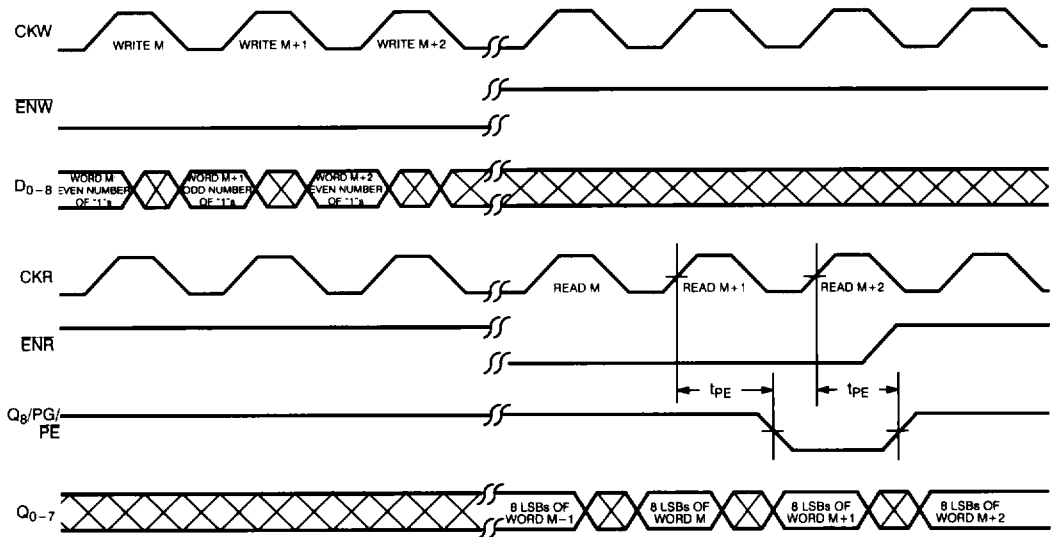 CKW
WRITE M
WRITE M+1
WRITE M+2
ENW
D0-8
WORD M
EVEN NUMBER
OF "1"s
WORD M+1
ODD NUMBER
OF "1"s
WORD M+2
EVEN NUMBER
OF "1"s
CKR
READ M
READ M+1
READ M+2
ENR
tPE
tPE
Q8/PG/
PE
Q0-7
8 LSBs OF
WORD M-1
8 LSBs OF
WORD M
8 LSBs OF
WORD M+1
8 LSBs OF
WORD M+2